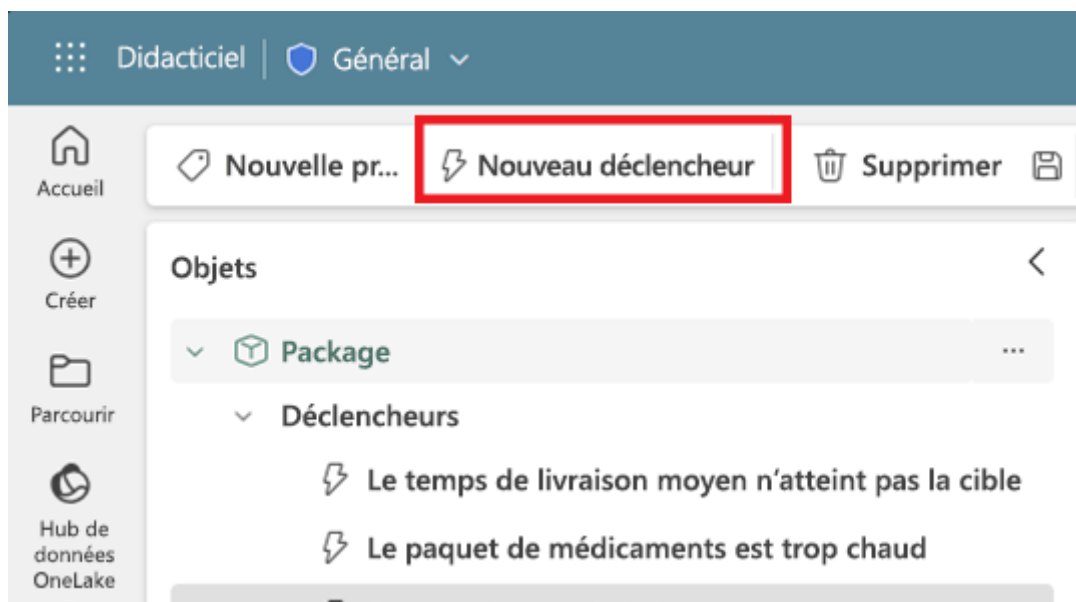 Didacticiel
Général
Accueil
Nouvelle pr...
Nouveau déclencheur
Supprimer
Créer
Objets
Package
...
Parcourir
Déclencheurs
Le temps de livraison moyen n’atteint pas la cible
Hub de
données
OneLake
Le paquet de médicaments est trop chaud